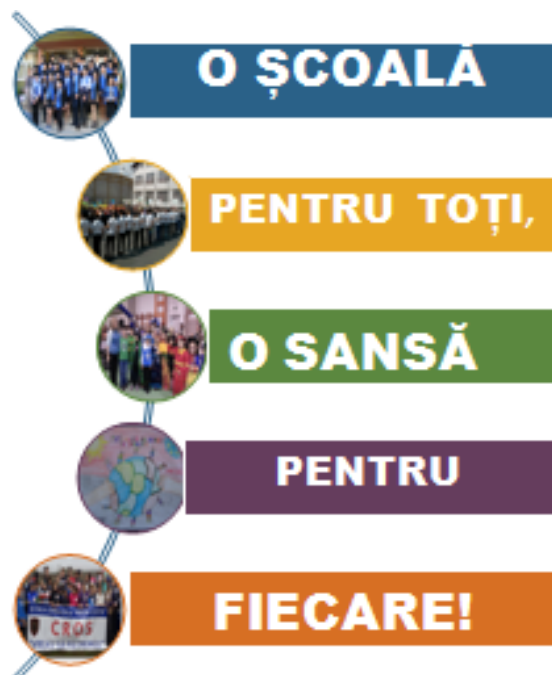 O ȘCOALĂ
PENTRU TOȚI,
O SANSĂ
PENTRU
FIECARE!
CROS